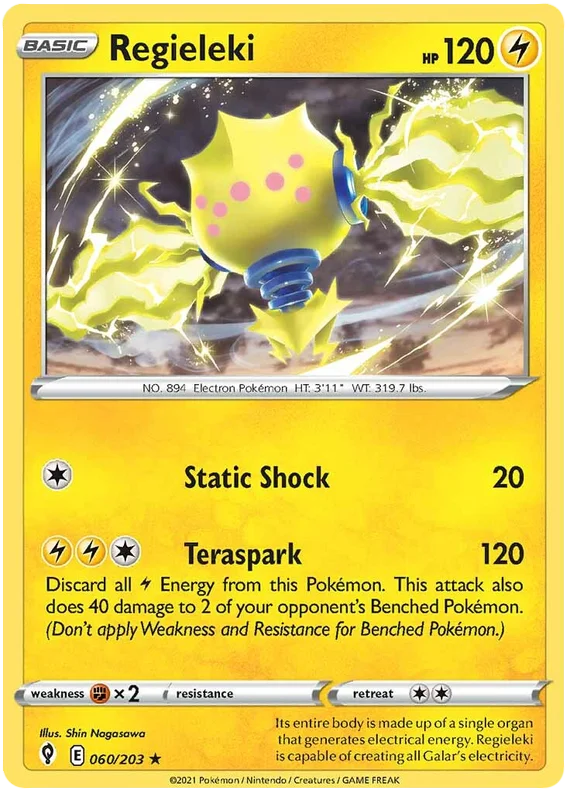 BASIC Regieleki HP 120
NO. 894 Electron Pokémon HT: 3'11" WT: 319.7 lbs.
Static Shock 20
Teraspark 120
Discard all Energy from this Pokémon. This attack also
does 40 damage to 2 of your opponent's Benched Pokémon.
(Don't apply Weakness and Resistance for Benched Pokémon.)
weakness ×2 resistance retreat
Illus. Shin Nagasawa
Its entire body is made up of a single organ
that generates electrical energy. Regieleki
is capable of creating all Galar's electricity.
E 060/203 ★
©2021 Pokémon / Nintendo / Creatures / GAME FREAK